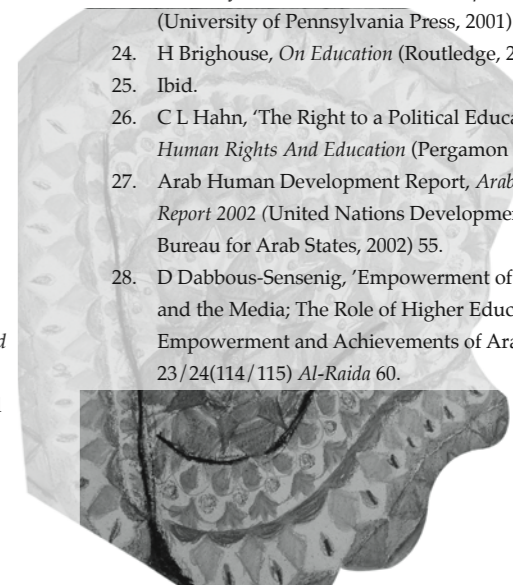 (University of Pennsylvania Press, 2001)
24. H Brighouse, On Education (Routledge, 2
25. Ibid.
26. C L Hahn, 'The Right to a Political Educa
Human Rights And Education (Pergamon
27. Arab Human Development Report, Arab
Report 2002 (United Nations Developmen
Bureau for Arab States, 2002) 55.
28. D Dabbous-Sensenig, 'Empowerment of
and the Media; The Role of Higher Educ
Empowerment and Achievements of Ara
23/24(114/115) Al-Raida 60.